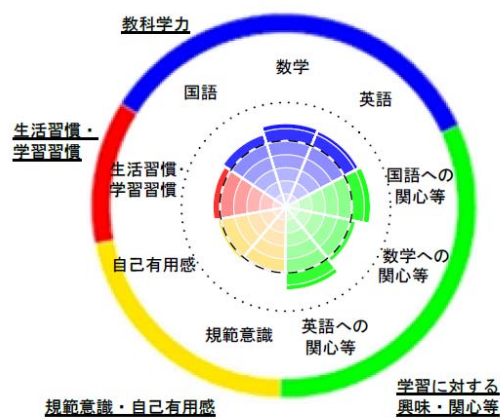 教科学力
数学
国語
英語
生活習慣・
学習習慣
生活習慣・
学習習慣
国語への
関心等
自己有用感
数学への
関心等
規範意識
英語への
関心等
規範意識・自己有用感
学習に対する
興味・関心等